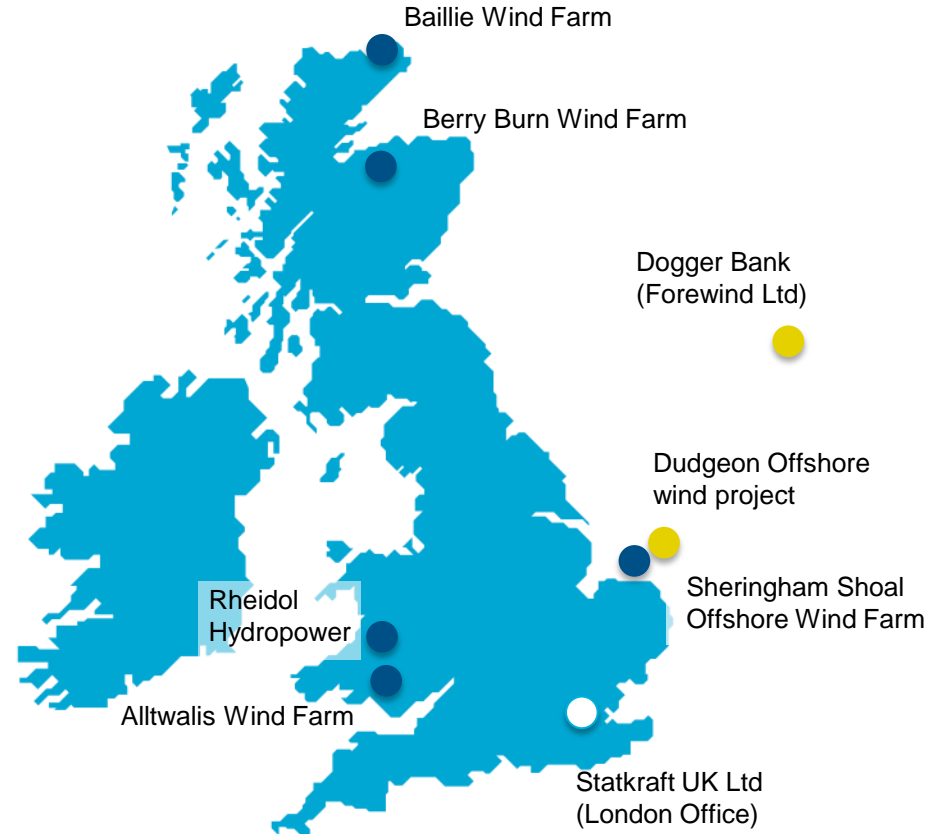 Baillie Wind Farm
Berry Burn Wind Farm
Dogger Bank
(Forewind Ltd)
Dudgeon Offshore
wind project
Sheringham Shoal
Offshore Wind Farm
Rheidol
Hydropower
Alltwalis Wind Farm
Statkraft UK Ltd
(London Office)